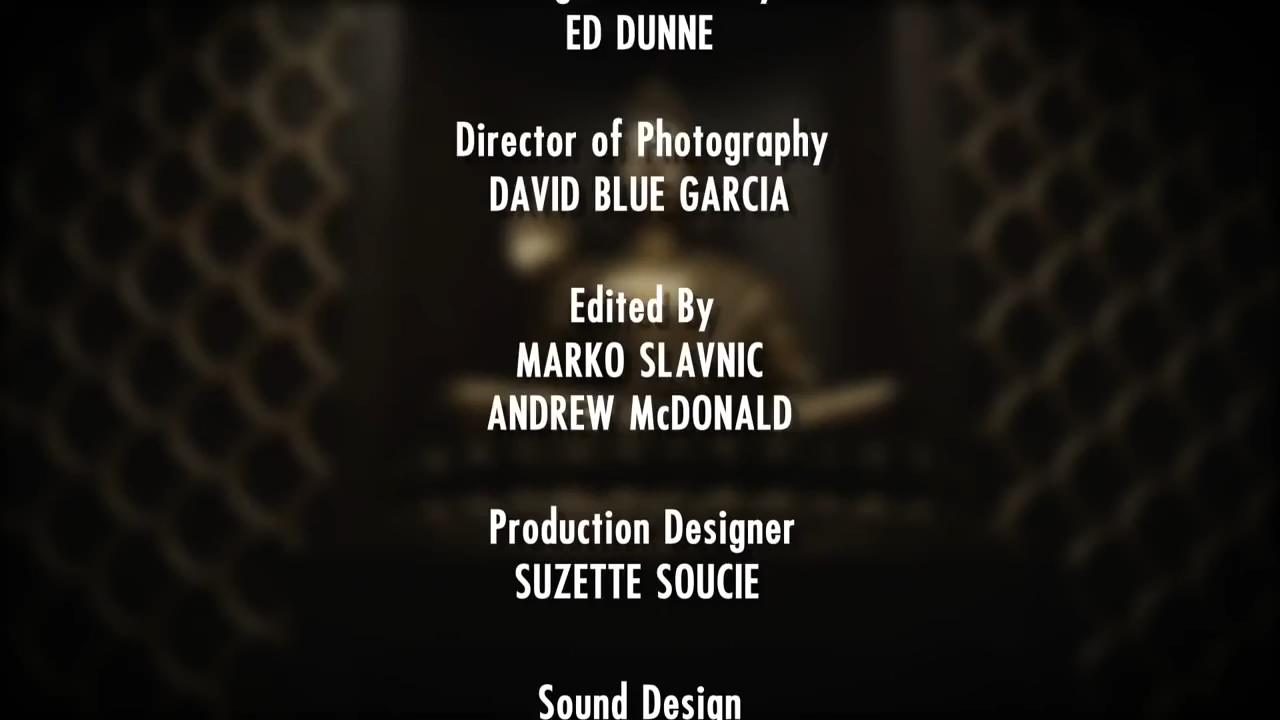 ED DUNNE
Director of Photography
DAVID BLUE GARCIA
Edited By
MARKO SLAVNIC
ANDREW McDONALD
Production Designer
SUZETTE SOUCIE
Sound Design